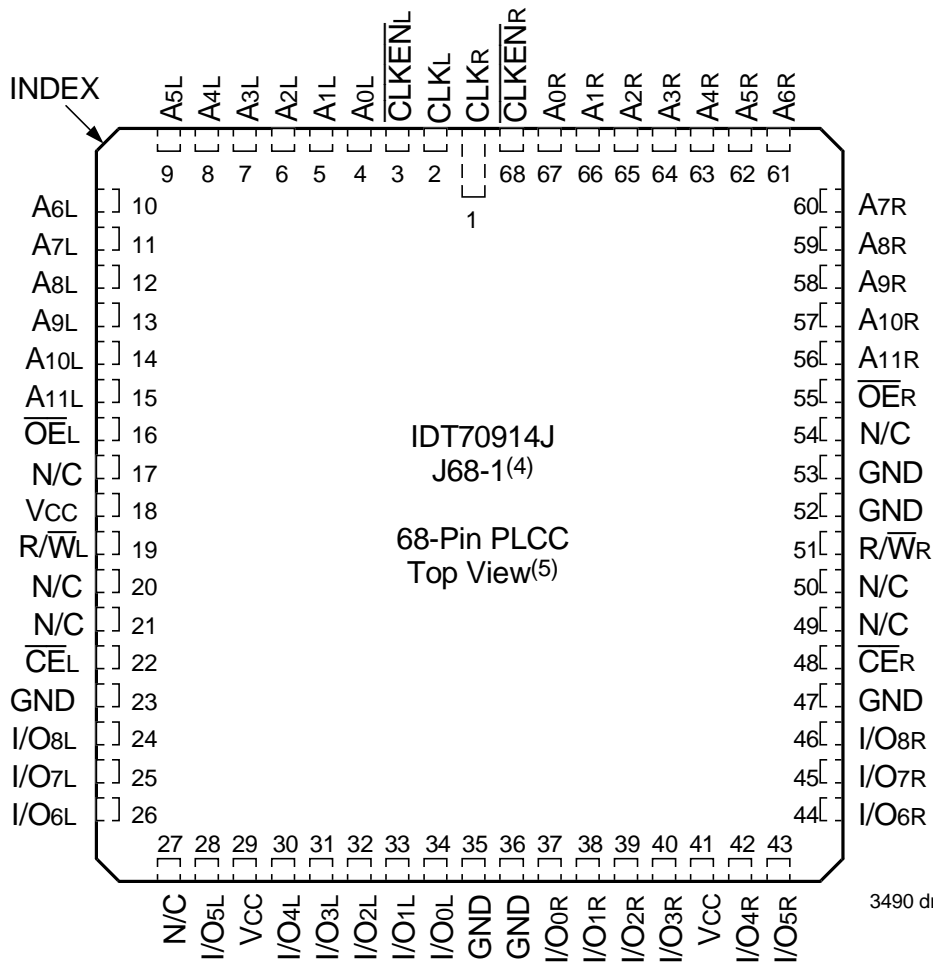 INDEX
A5L A4L A3L A2L A1L A0L CLKENL CLKL CLKR CLKENR A0R A1R A2R A3R A4R A5R A6R
9 8 7 6 5 4 3 2 1 68 67 66 65 64 63 62 61
A6L 10 60 A7R
A7L 11 59 A8R
A8L 12 58 A9R
A9L 13 57 A10R
A10L 14 56 A11R
A11L 15 55 OER
OEL 16 54 N/C
N/C 17 53 GND
VCC 18 52 GND
R/WL 19 51 R/WR
N/C 20 50 N/C
N/C 21 49 N/C
CEL 22 48 CER
GND 23 47 GND
I/O8L 24 46 I/O8R
I/O7L 25 45 I/O7R
I/O6L 26 44 I/O6R
IDT70914J
J68-1(4)
68-Pin PLCC
Top View(5)
27 28 29 30 31 32 33 34 35 36 37 38 39 40 41 42 43
N/C I/O5L VCC I/O4L I/O3L I/O2L I/O1L I/O0L GND GND I/O0R I/O1R I/O2R I/O3R VCC I/O4R I/O5R
3490